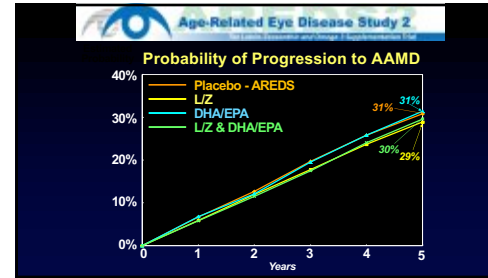 Age-Related Eye Disease Study 2
Probability of Progression to AAMD
40%
30%
20%
10%
0%
Placebo - AREDS
L/Z
DHA/EPA
L/Z & DHA/EPA
31%
31%
30%
29%
0 1 2 3 4 5
Years